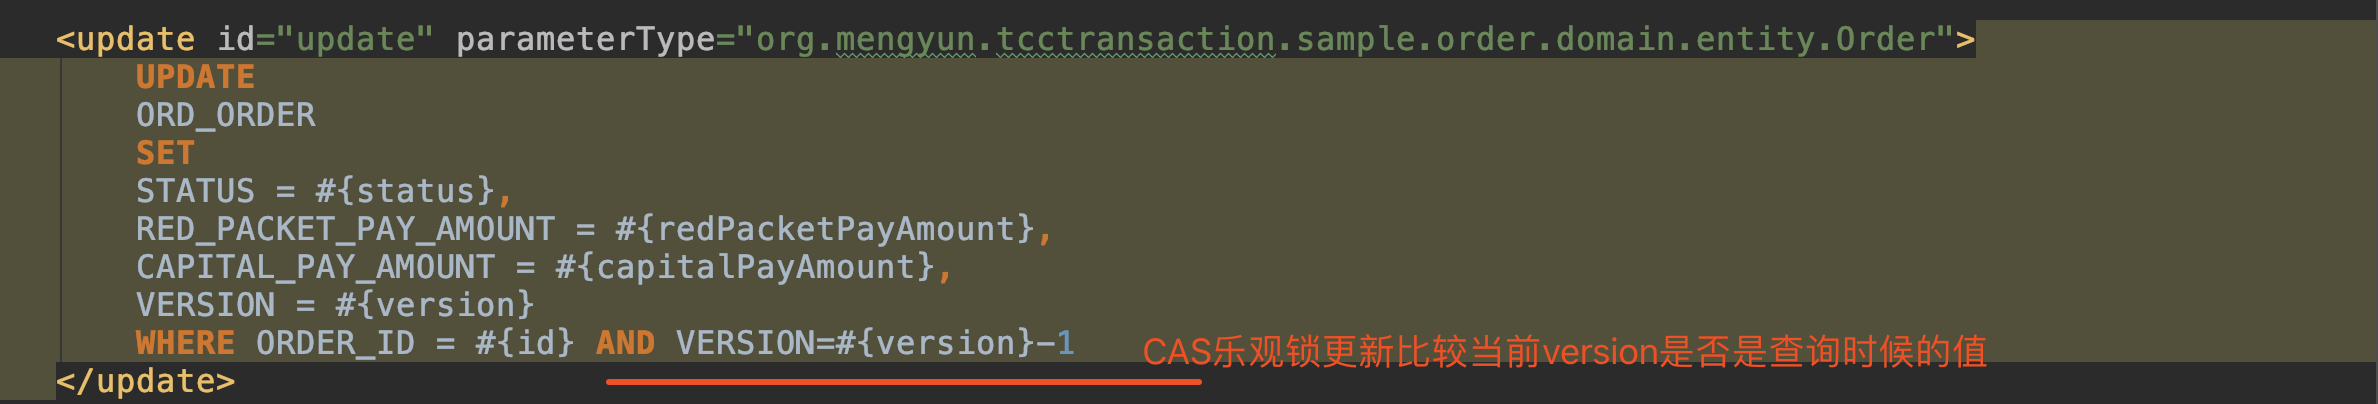 <update id="update" parameterType="org.mengyun.tcctransaction.sample.order.domain.entity.Order">
UPDATE
ORD_ORDER
SET
STATUS = #{status},
RED_PACKET_PAY_AMOUNT = #{redPacketPayAmount},
CAPITAL_PAY_AMOUNT = #{capitalPayAmount},
VERSION = #{version}
WHERE ORDER_ID = #{id} AND VERSION=#{version}-1
CAS乐观锁更新比较当前version是否是查询时候的值
</update>